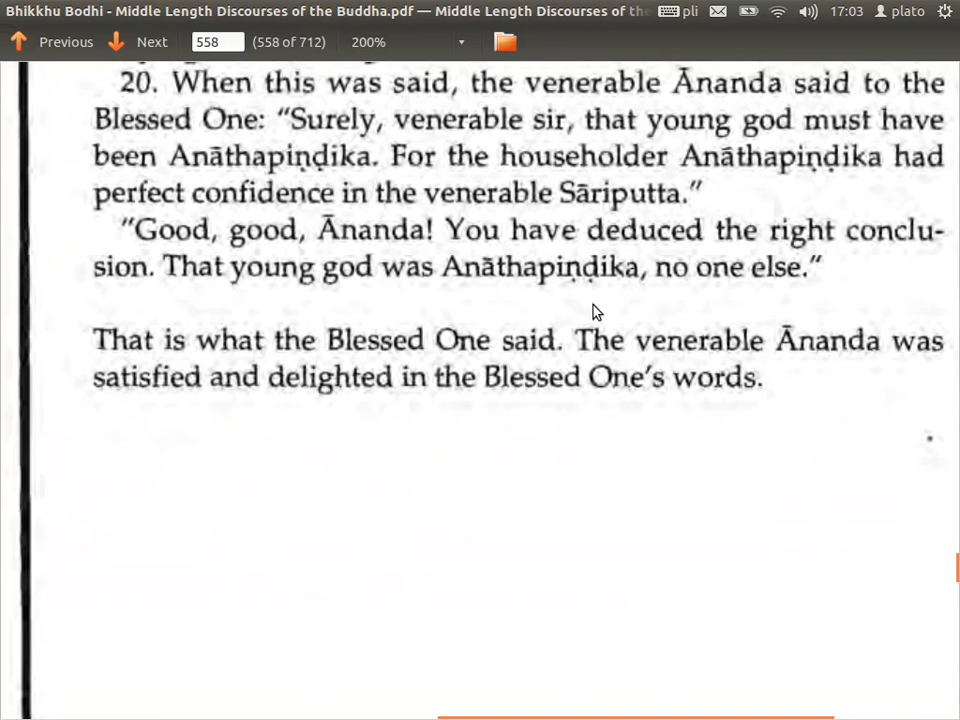 Bhikkhu Bodhi - Middle Length Discourses of the Buddha.pdf — Middle Length Discourses of the pli 17:03 plato
Previous Next 558 (558 of 712) 200%
20. When this was said, the venerable Ānanda said to the
Blessed One: “Surely, venerable sir, that young god must have
been Anāthapiṇḍika. For the householder Anāthapiṇḍika had
perfect confidence in the venerable Sāriputta.”
“Good, good, Ānanda! You have deduced the right conclu-
sion. That young god was Anāthapiṇḍika, no one else.”
That is what the Blessed One said. The venerable Ānanda was
satisfied and delighted in the Blessed One’s words.